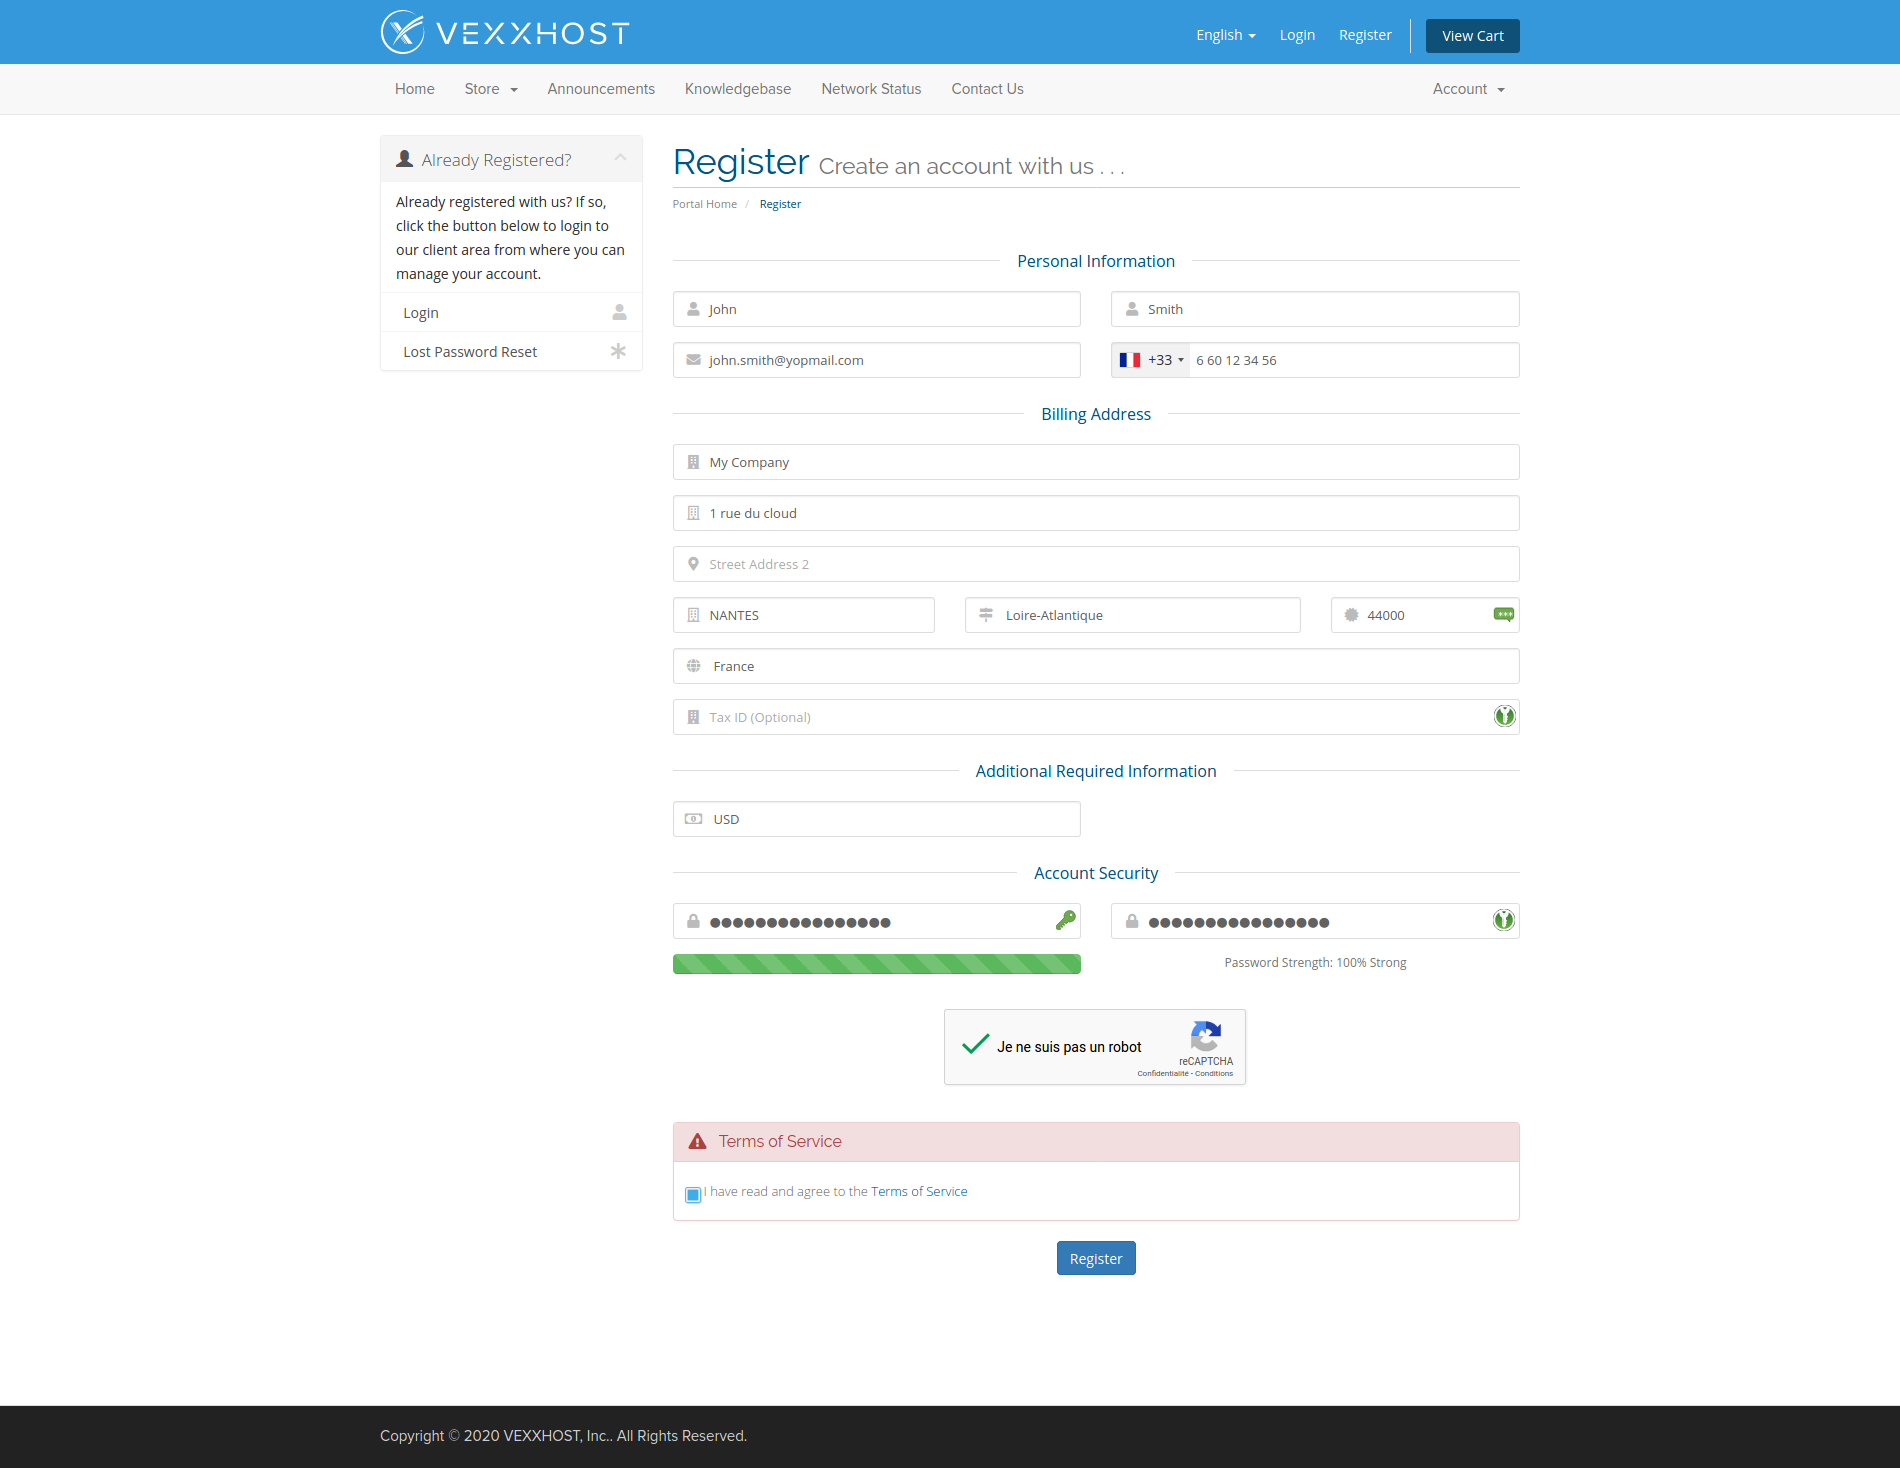 VEXXHOST
English
Login
Register
View Cart
Home
Store
Announcements
Knowledgebase
Network Status
Contact Us
Account
Already Registered?
Already registered with us? If so,
click the button below to login to
our client area from where you can
manage your account.
Login
Lost Password Reset
Register Create an account with us . . .
Portal Home / Register
Personal Information
John
Smith
john.smith@yopmail.com
+33 6 60 12 34 56
Billing Address
My Company
1 rue du cloud
Street Address 2
NANTES
Loire-Atlantique
44000
France
Tax ID (Optional)
Additional Required Information
USD
Account Security
Password Strength: 100% Strong
Je ne suis pas un robot
reCAPTCHA
Confidentialité - Conditions
Terms of Service
I have read and agree to the Terms of Service
Register
Copyright © 2020 VEXXHOST, Inc.. All Rights Reserved.